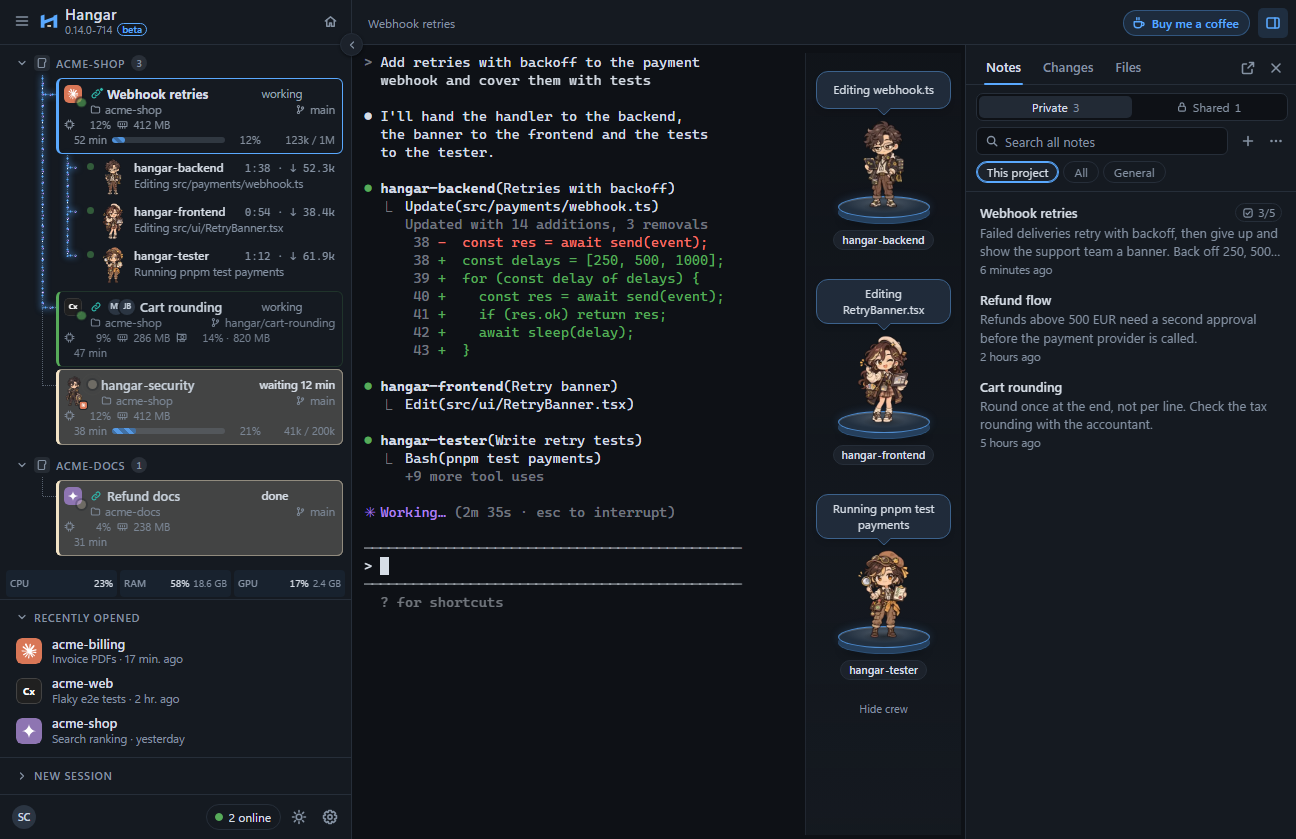 Hangar
0.14.0-714 beta
ACME-SHOP 3
Webhook retries working
acme-shop main
12% 412 MB
52 min 12% 123k / 1M
hangar-backend 1:38 · ↓ 52.3k
Editing src/payments/webhook.ts
hangar-frontend 0:54 · ↓ 38.4k
Editing src/ui/RetryBanner.tsx
hangar-tester 1:12 · ↓ 61.9k
Running pnpm test payments
Cx M JB Cart rounding working
acme-shop hangar/cart-rounding
9% 286 MB 14% · 820 MB
47 min
hangar-security waiting 12 min
acme-shop main
12% 412 MB
38 min 21% 41k / 200k
ACME-DOCS 1
Refund docs done
acme-docs main
4% 238 MB
31 min
CPU 23% RAM 58% 18.6 GB GPU 17% 2.4 GB
RECENTLY OPENED
acme-billing
Invoice PDFs · 17 min. ago
Cx acme-web
Flaky e2e tests · 2 hr. ago
acme-shop
Search ranking · yesterday
NEW SESSION
SC 2 online
Webhook retries
Buy me a coffee
> Add retries with backoff to the payment
webhook and cover them with tests
● I'll hand the handler to the backend,
the banner to the frontend and the tests
to the tester.
● hangar-backend(Retries with backoff)
└ Update(src/payments/webhook.ts)
Updated with 14 additions, 3 removals
38 - const res = await send(event);
38 + const delays = [250, 500, 1000];
39 + for (const delay of delays) {
40 + const res = await send(event);
41 + if (res.ok) return res;
42 + await sleep(delay);
43 + }
● hangar-frontend(Retry banner)
└ Edit(src/ui/RetryBanner.tsx)
● hangar-tester(Write retry tests)
└ Bash(pnpm test payments)
+9 more tool uses
✳ Working… (2m 35s · esc to interrupt)
>
? for shortcuts
Editing webhook.ts
hangar-backend
Editing
RetryBanner.tsx
hangar-frontend
Running pnpm test
payments
hangar-tester
Hide crew
Notes Changes Files
Private 3 Shared 1
Search all notes
This project All General
Webhook retries 3/5
Failed deliveries retry with backoff, then give up and
show the support team a banner. Back off 250, 500...
6 minutes ago
Refund flow
Refunds above 500 EUR need a second approval
before the payment provider is called.
2 hours ago
Cart rounding
Round once at the end, not per line. Check the tax
rounding with the accountant.
5 hours ago